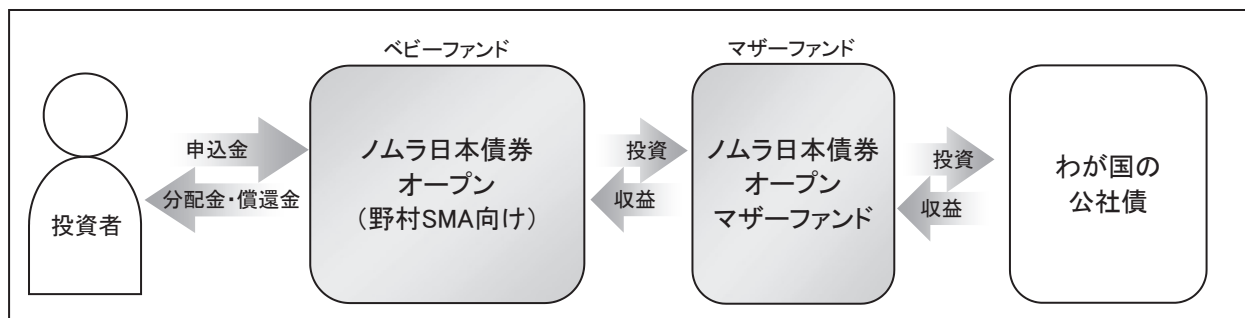 ベビーファンド
マザーファンド
投資者
申込金
分配金・償還金
ノムラ日本債券
オープン
（野村SMA向け）
投資
収益
ノムラ日本債券
オープン
マザーファンド
投資
収益
わが国の
公社債